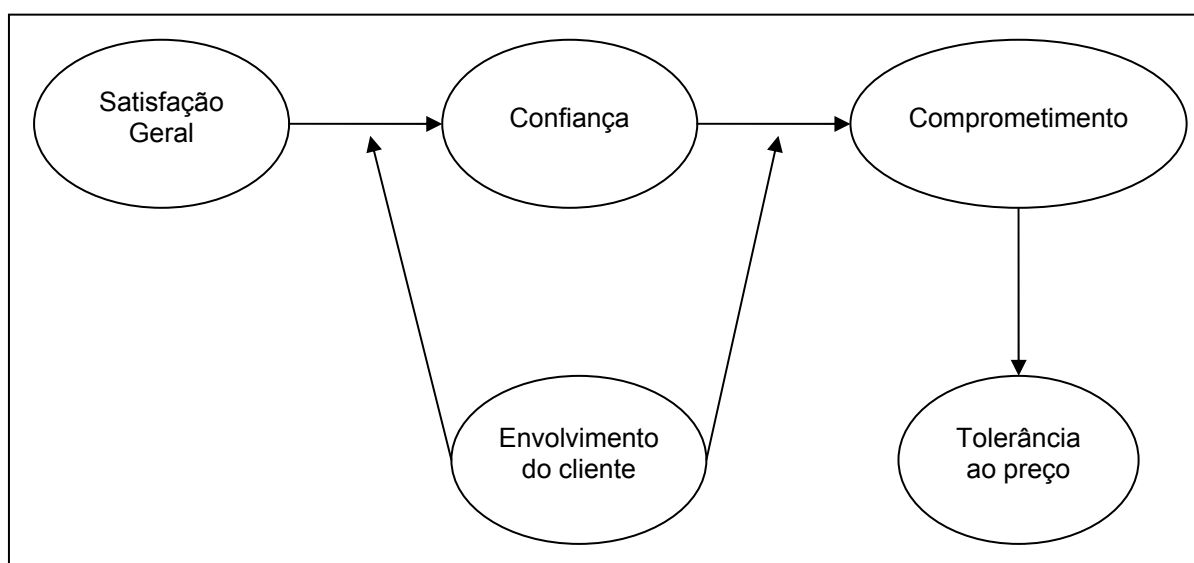 Satisfação
Geral
Confiança
Comprometimento
Envolvimento
do cliente
Tolerância
ao preço